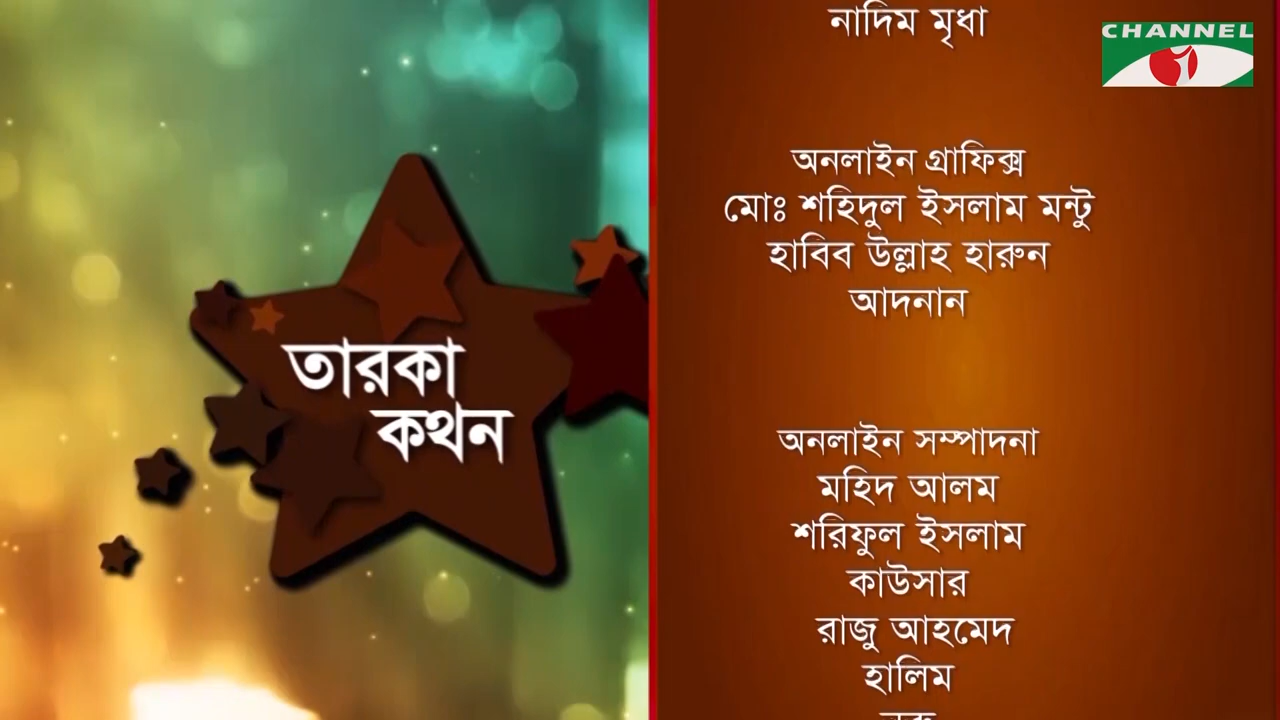 তারকা
কথন
নাদিম মৃধা
CHANNEL
অনলাইন গ্রাফিক্স
মোঃ শহিদুল ইসলাম মন্টু
হাবিব উল্লাহ হারুন
আদনান
অনলাইন সম্পাদনা
মহিদ আলম
শরিফুল ইসলাম
কাউসার
রাজু আহমেদ
হালিম